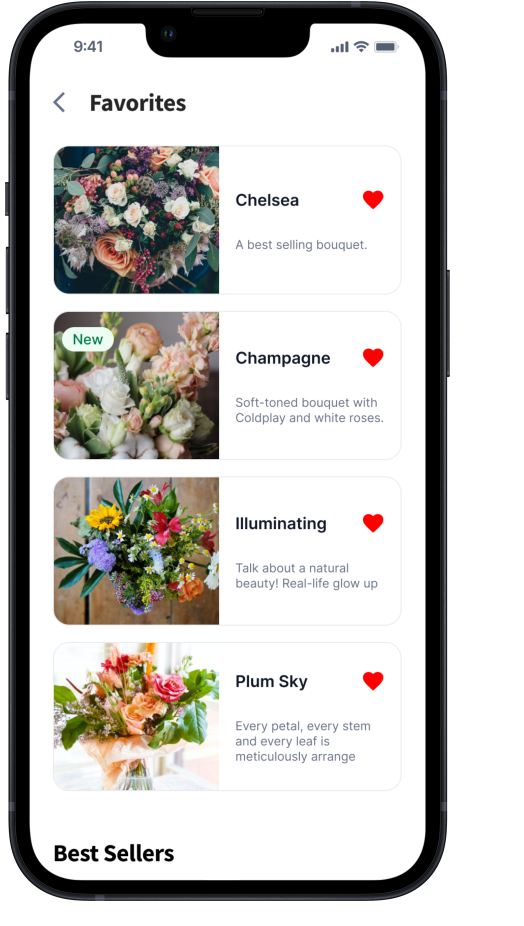 9:41
Favorites
Chelsea
A best selling bouquet.
New
Champagne
Soft-toned bouquet with
Coldplay and white roses.
Illuminating
Talk about a natural
beauty! Real-life glow up
Plum Sky
Every petal, every stem
and every leaf is
meticulously arrange
Best Sellers